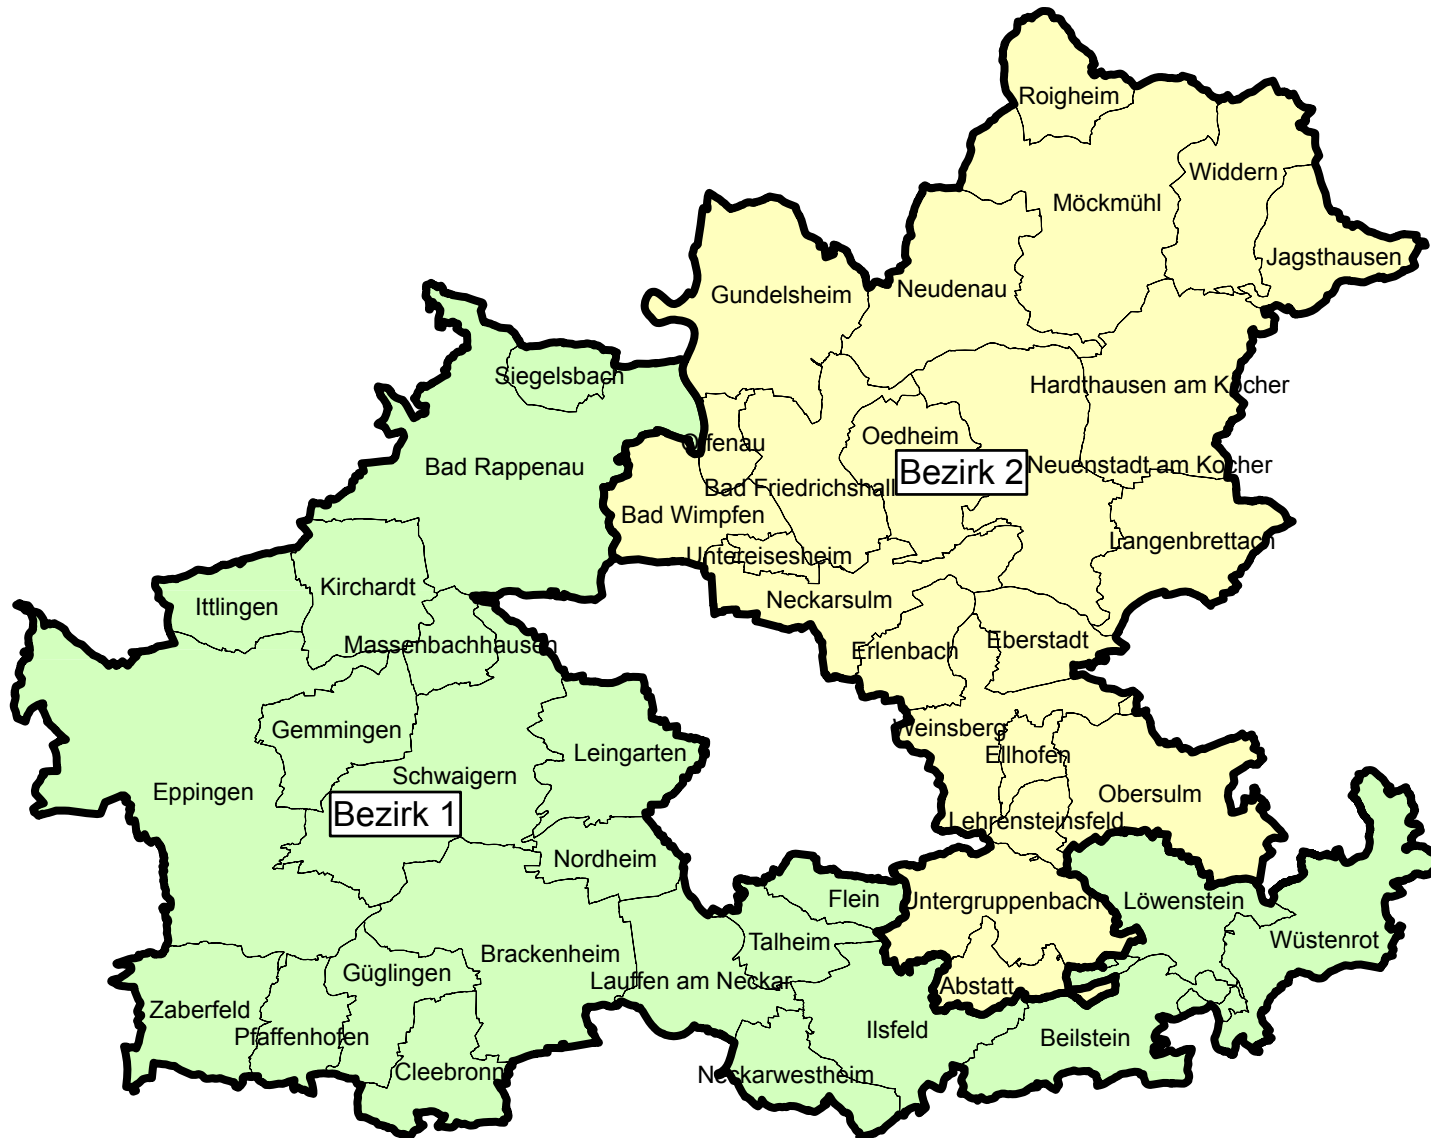 Roigheim
Widdern
Möckmühl
Jagsthausen
Neudenau
Gundelsheim
Siegelsbach
Hardthausen am Kocher
Oedheim
Offenau
Bad Rappenau
Neuenstadt am Kocher
Bezirk 2
Bad Friedrichshall
Bad Wimpfen
Langenbrettach
Untereisesheim
Kirchardt
Neckarsulm
Ittlingen
Eberstadt
Massenbachhausen
Erlenbach
Weinsberg
Gemmingen
Leingarten
Ellhofen
Schwaigern
Eppingen
Obersulm
Bezirk 1
Lehrensteinsfeld
Nordheim
Flein
Untergruppenbach
Löwenstein
Talheim
Wüstenrot
Brackenheim
Güglingen
Lauffen am Neckar
Abstatt
Zaberfeld
Ilsfeld
Pfaffenhofen
Beilstein
Cleebronn
Neckarwestheim